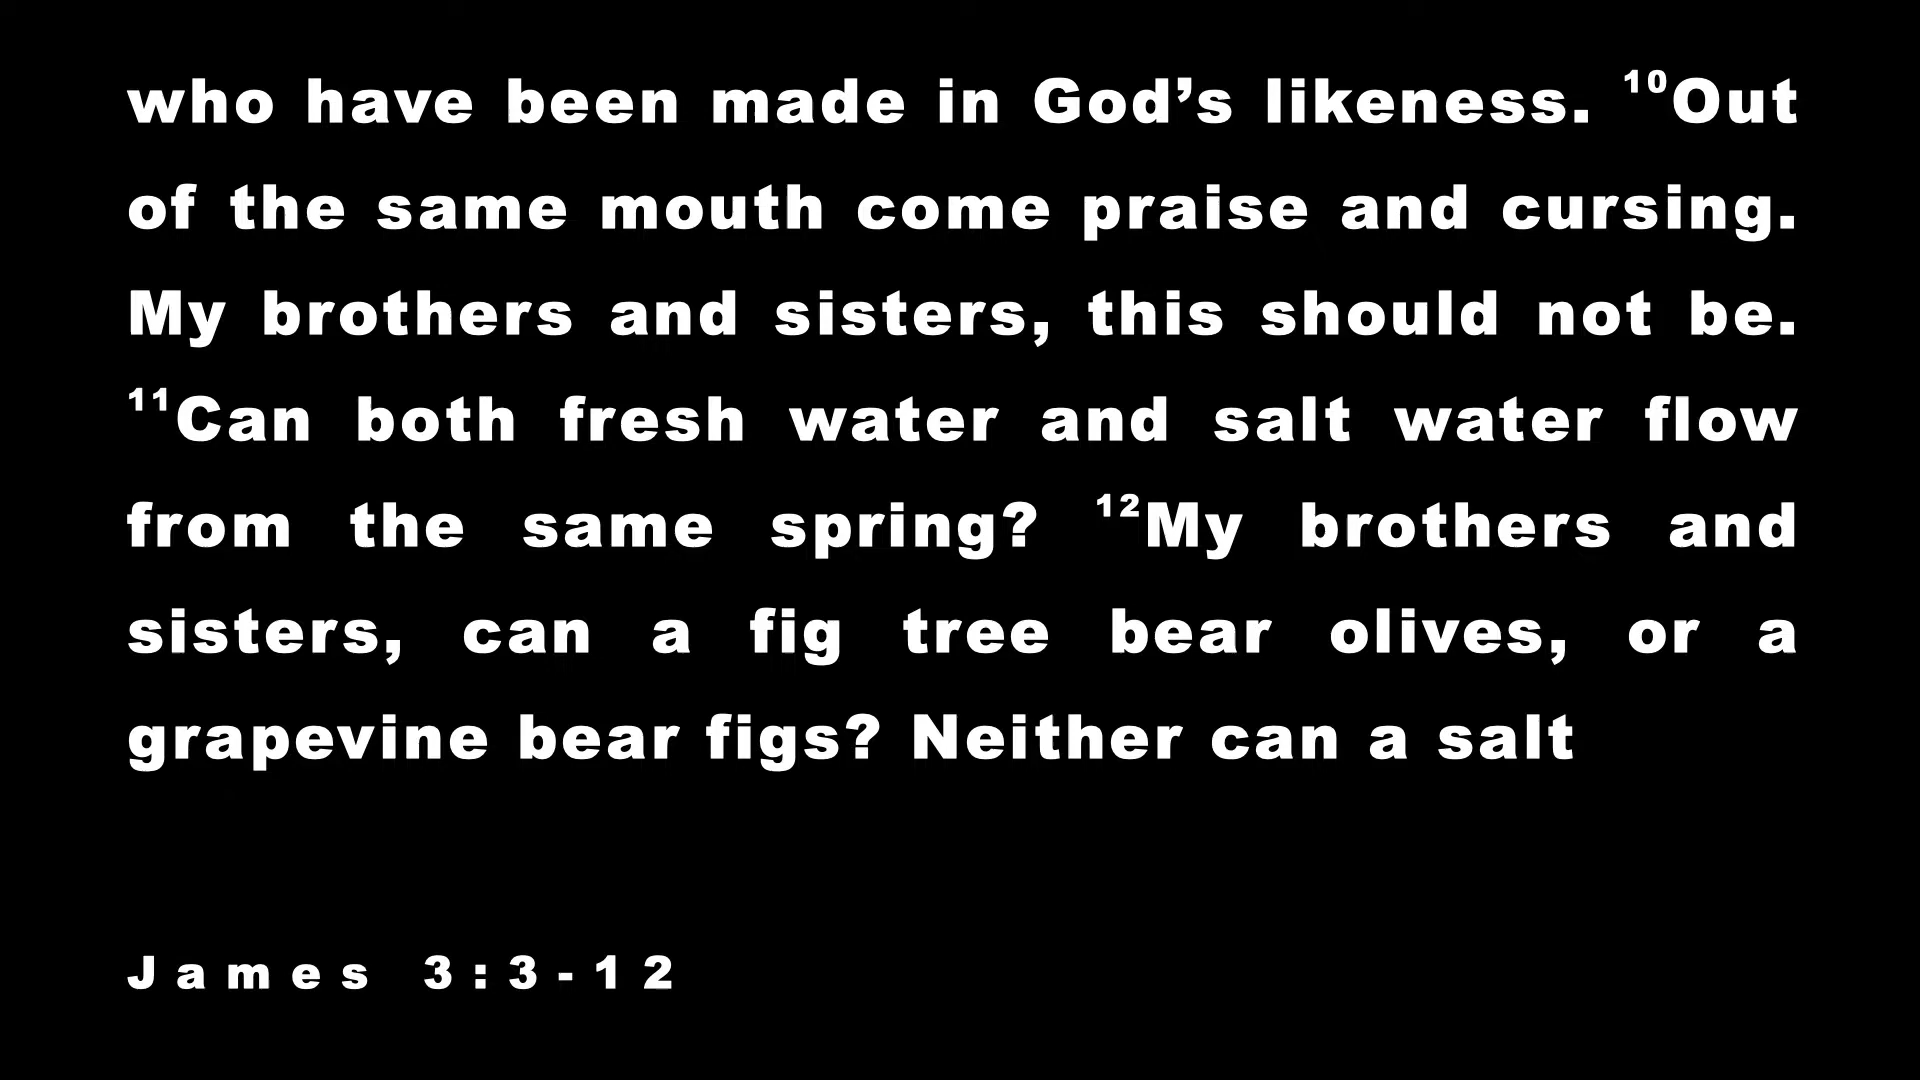 who have been made in God’s likeness. ¹⁰Out
of the same mouth come praise and cursing.
My brothers and sisters, this should not be.
¹¹Can both fresh water and salt water flow
from the same spring? ¹²My brothers and
sisters, can a fig tree bear olives, or a
grapevine bear figs? Neither can a salt
James 3:3-12